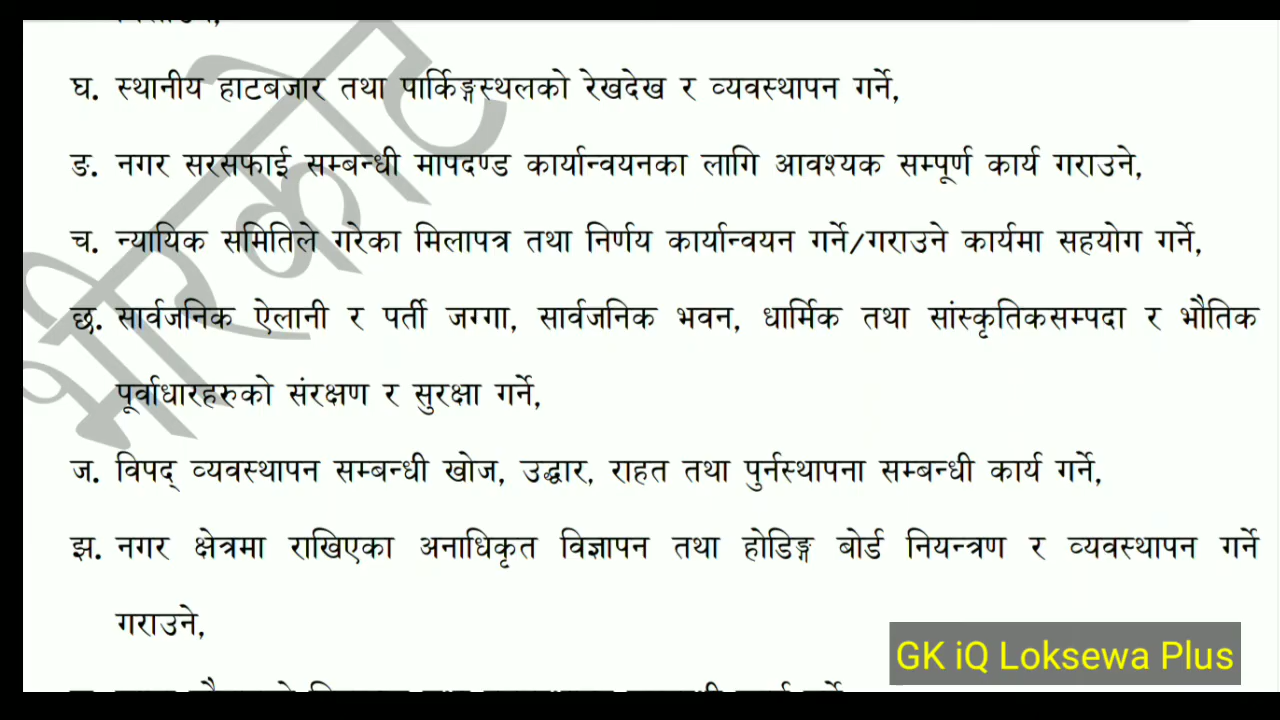 घ. स्थानीय हाटबजार तथा पार्किङ्गस्थलको रेखदेख र व्यवस्थापन गर्ने,
ङ. नगर सरसफाई सम्बन्धी मापदण्ड कार्यान्वयनका लागि आवश्यक सम्पूर्ण कार्य गराउने,
च. न्यायिक समितिले गरेका मिलापत्र तथा निर्णय कार्यान्वयन गर्ने/गराउने कार्यमा सहयोग गर्ने,
छ. सार्वजनिक ऐलानी र पर्ती जग्गा, सार्वजनिक भवन, धार्मिक तथा सांस्कृतिकसम्पदा र भौतिक
पूर्वाधारहरुको संरक्षण र सुरक्षा गर्ने,
ज. विपद् व्यवस्थापन सम्बन्धी खोज, उद्धार, राहत तथा पुर्नस्थापना सम्बन्धी कार्य गर्ने,
झ. नगर क्षेत्रमा राखिएका अनाधिकृत विज्ञापन तथा होडिङ्ग बोर्ड नियन्त्रण र व्यवस्थापन गर्ने
गराउने,
भीरकोट
GK iQ Loksewa Plus